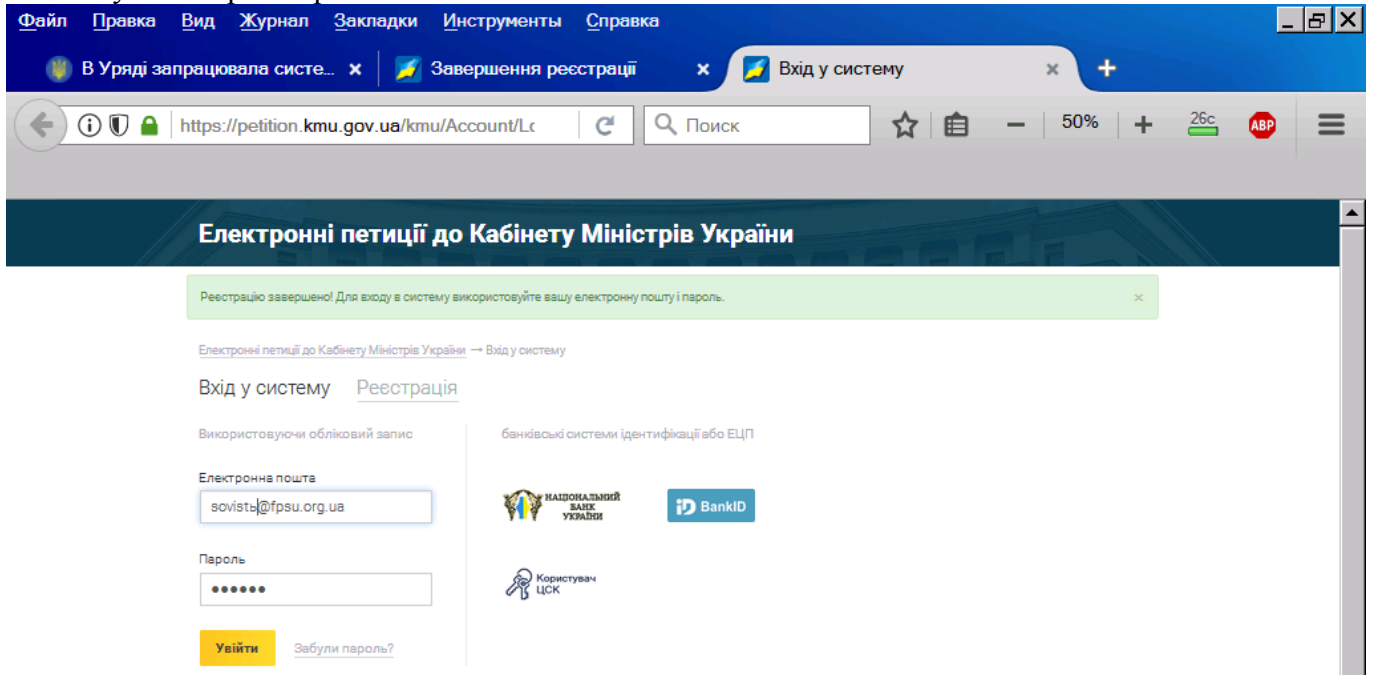 Файл Правка Вид Журнал Закладки Инструменты Справка
В Уряді запрацювала систе... Завершення реєстрації Вхід у систему
https://petition.kmu.gov.ua/kmu/Account/Lc Поиск 50% 26c ABP
Електронні петиції до Кабінету Міністрів України
Реєстрацію завершено! Для входу в систему використовуйте вашу електронну пошту і пароль.
Електронні петиції до Кабінету Міністрів України → Вхід у систему
Вхід у систему Реєстрація
Використовуючи обліковий запис банківські системи ідентифікації або ЕЦП
Електронна пошта
sovistь@fpsu.org.ua
НАЦІОНАЛЬНИЙ
БАНК
УКРАЇНИ
iD BankID
Пароль
••••••
Користувач
ЦСК
Увійти Забули пароль?